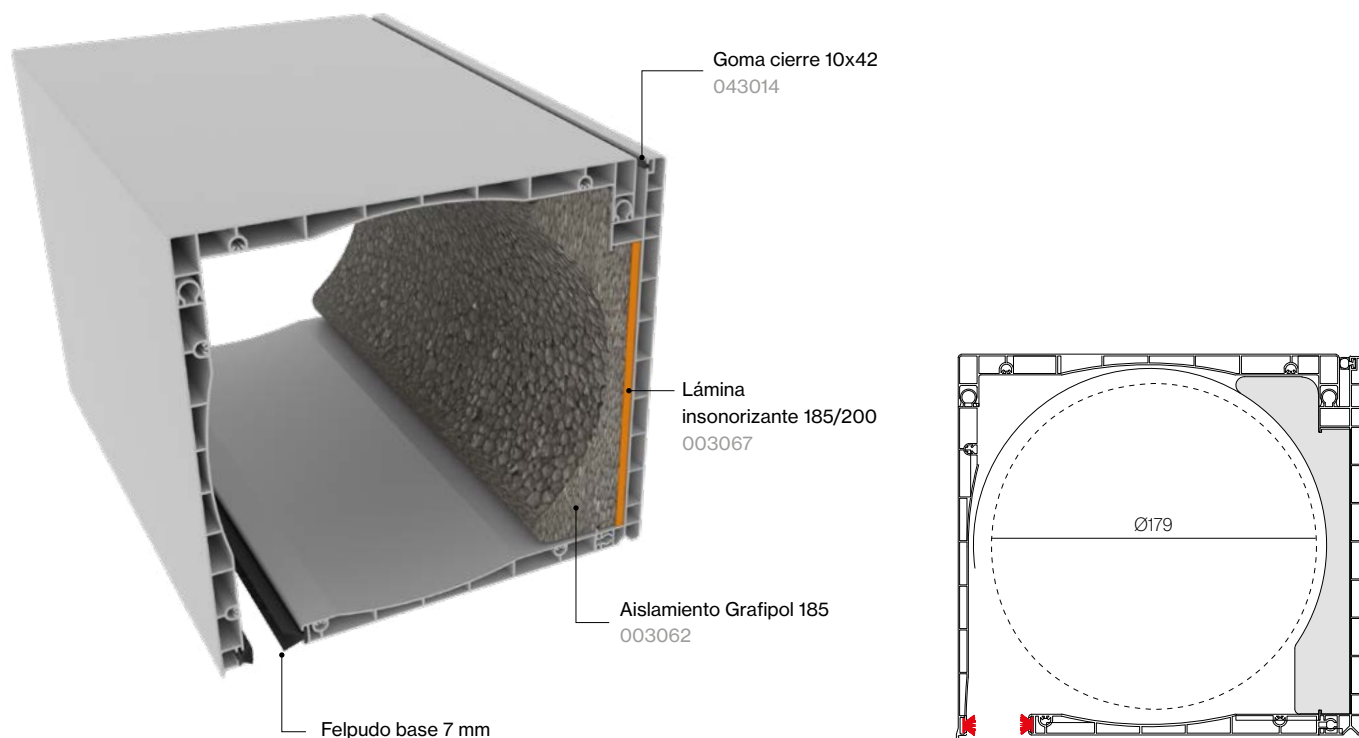 Goma cierre 10x42
043014
Lámina
insonorizante 185/200
003067
Ø179
Aislamiento Grafipol 185
003062
Felpudo base 7 mm